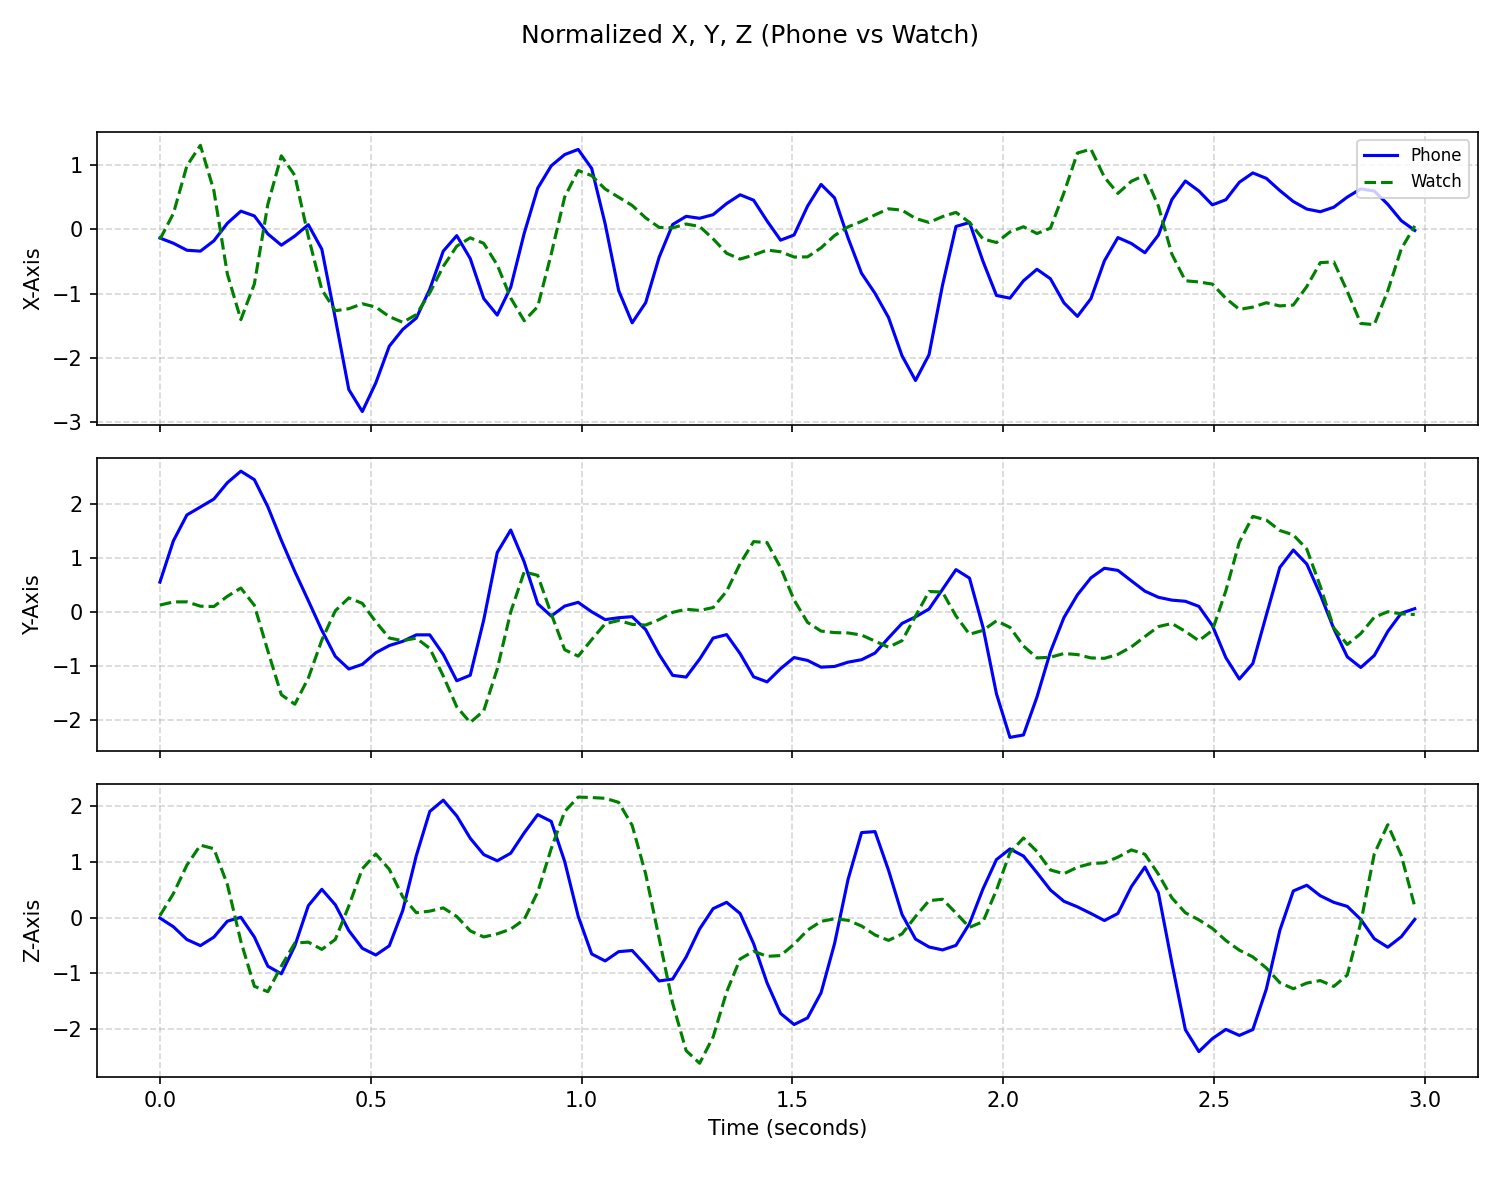 Normalized X, Y, Z (Phone vs Watch)
Phone
Watch
X-Axis
1
0
−1
−2
−3
Y-Axis
2
1
0
−1
−2
Z-Axis
2
1
0
−1
−2
0.0 0.5 1.0 1.5 2.0 2.5 3.0
Time (seconds)